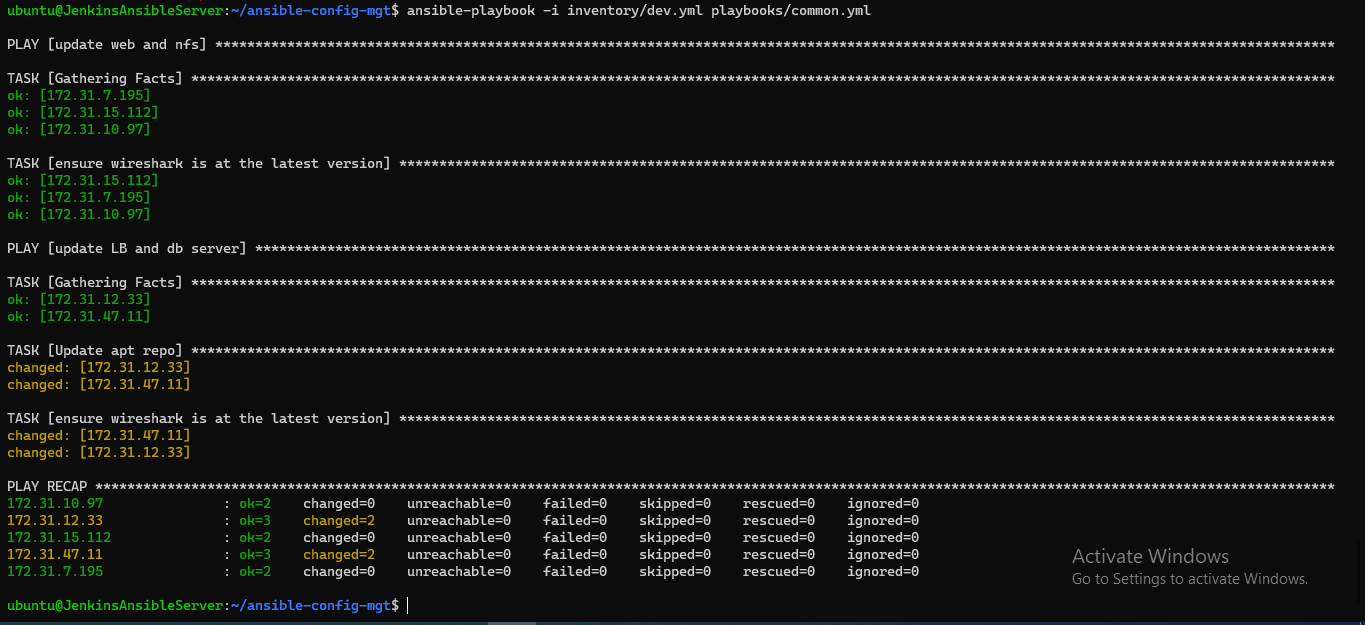 ubuntu@JenkinsAnsibleServer:~/ansible-config-mgt$ ansible-playbook -i inventory/dev.yml playbooks/common.yml
PLAY [update web and nfs] ********************************************************************************************************************************************
TASK [Gathering Facts] ***********************************************************************************************************************************************
ok: [172.31.7.195]
ok: [172.31.15.112]
ok: [172.31.10.97]
TASK [ensure wireshark is at the latest version] *********************************************************************************************************************
ok: [172.31.15.112]
ok: [172.31.7.195]
ok: [172.31.10.97]
PLAY [update LB and db server] ***************************************************************************************************************************************
TASK [Gathering Facts] ***********************************************************************************************************************************************
ok: [172.31.12.33]
ok: [172.31.47.11]
TASK [Update apt repo] ***********************************************************************************************************************************************
changed: [172.31.12.33]
changed: [172.31.47.11]
TASK [ensure wireshark is at the latest version] *********************************************************************************************************************
changed: [172.31.47.11]
changed: [172.31.12.33]
PLAY RECAP ***********************************************************************************************************************************************************
172.31.10.97               : ok=2    changed=0    unreachable=0    failed=0    skipped=0    rescued=0    ignored=0
172.31.12.33               : ok=3    changed=2    unreachable=0    failed=0    skipped=0    rescued=0    ignored=0
172.31.15.112              : ok=2    changed=0    unreachable=0    failed=0    skipped=0    rescued=0    ignored=0
172.31.47.11               : ok=3    changed=2    unreachable=0    failed=0    skipped=0    rescued=0    ignored=0
172.31.7.195               : ok=2    changed=0    unreachable=0    failed=0    skipped=0    rescued=0    ignored=0
Activate Windows
Go to Settings to activate Windows.
ubuntu@JenkinsAnsibleServer:~/ansible-config-mgt$